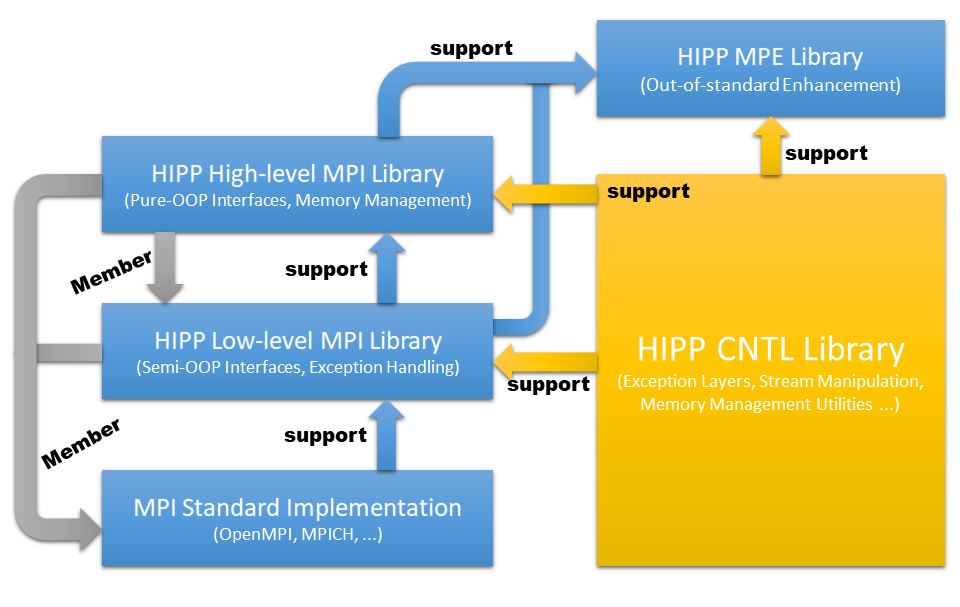 support
HIPP MPE Library
(Out-of-standard Enhancement)
support
HIPP High-level MPI Library
(Pure-OOP Interfaces, Memory Management)
support
Member
support
HIPP Low-level MPI Library
(Semi-OOP Interfaces, Exception Handling)
support
HIPP CNTL Library
(Exception Layers, Stream Manipulation,
Memory Management Utilities ...)
Member
support
MPI Standard Implementation
(OpenMPI, MPICH, ...)